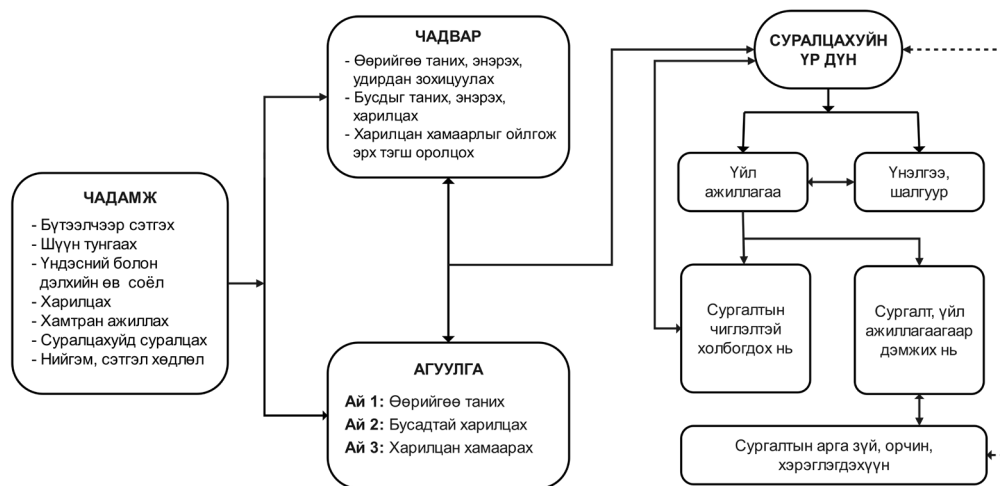 ЧАДАМЖ
- Бүтээлчээр сэтгэх
- Шүүн тунгаах
- Үндэсний болон
дэлхийн өв соёл
- Харилцах
- Хамтран ажиллах
- Суралцахуйд суралцах
- Нийгэм, сэтгэл хөдлөл
ЧАДВАР
- Өөрийгөө таних, энэрэх,
удирдан зохицуулах
- Бусдыг таних, энэрэх,
харилцах
- Харилцан хамаарлыг ойлгож
эрх тэгш оролцох
АГУУЛГА
Ай 1: Өөрийгөө таних
Ай 2: Бусадтай харилцах
Ай 3: Харилцан хамаарах
СУРАЛЦАХУЙН
ҮР ДҮН
Үйл
ажиллагаа
Үнэлгээ,
шалгуур
Сургалтын
чиглэлтэй
холбогдох нь
Сургалт, үйл
ажиллагаагаар
дэмжих нь
Сургалтын арга зүй, орчин,
хэрэглэгдэхүүн